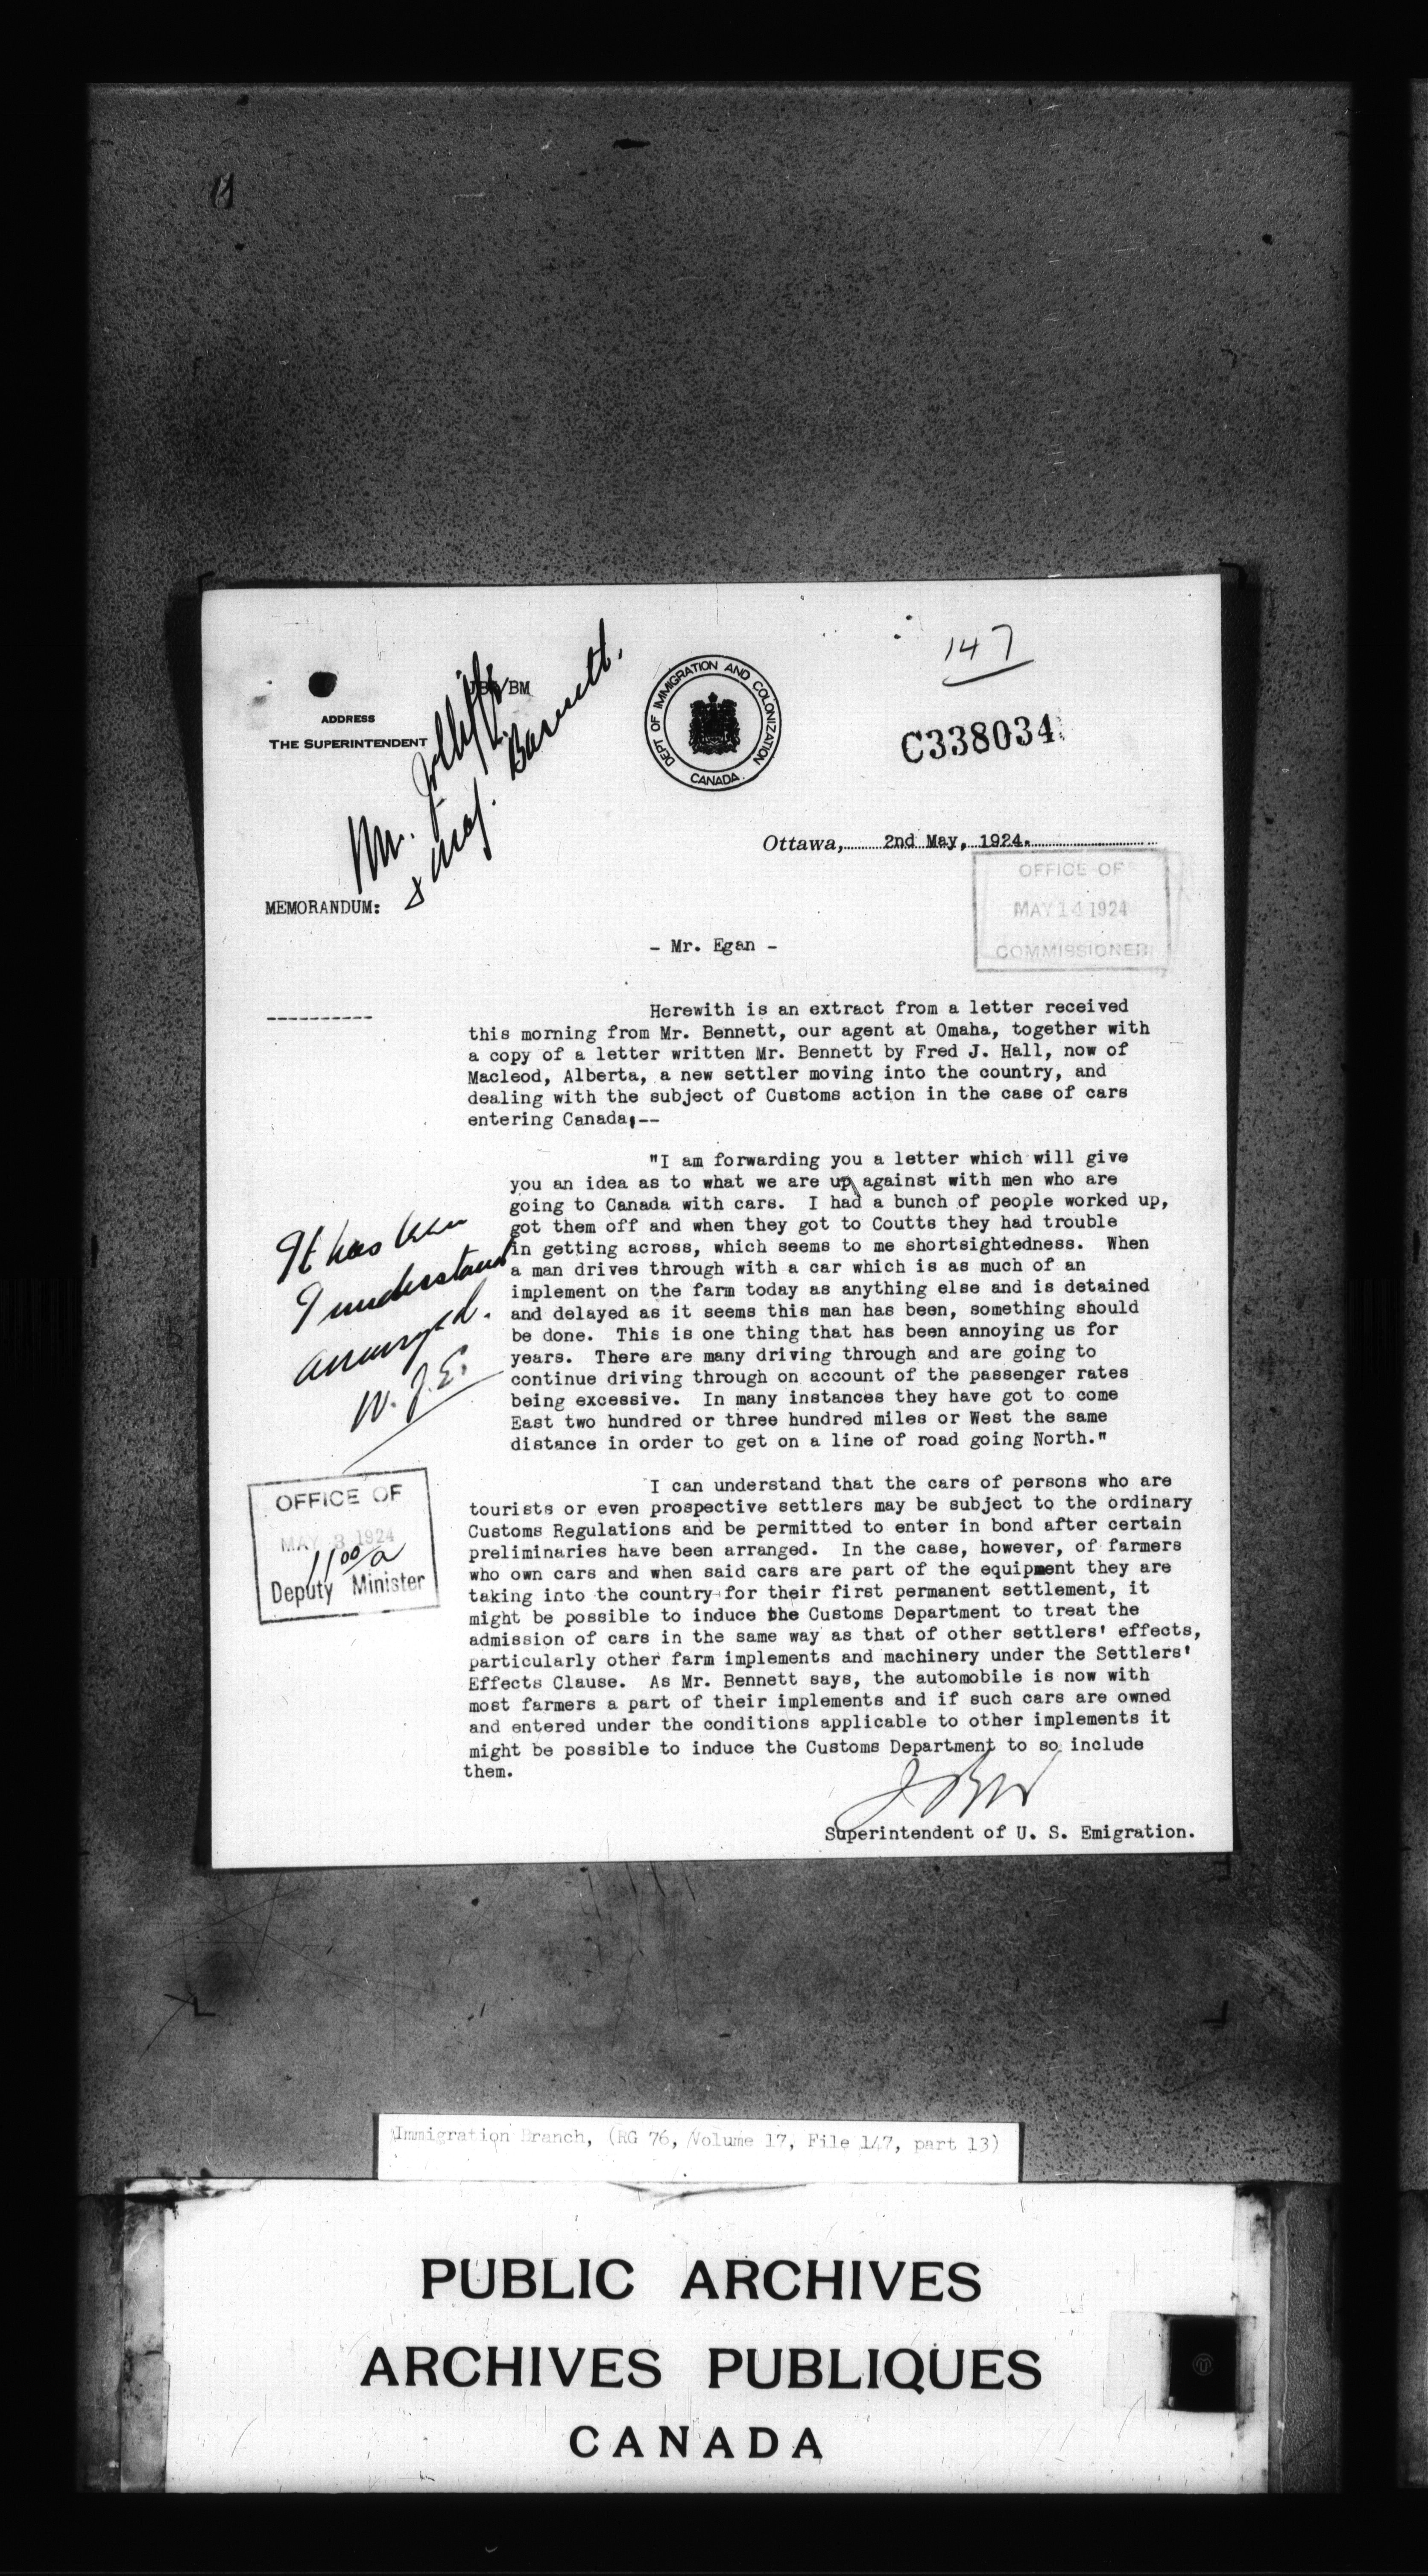 147
BM
ADDRESS
THE SUPERINTENDENT
Mr. Jolliffe
& Maj. Barnett.
DEPT OF IMMIGRATION AND COLONIZATION
CANADA
C338034
Ottawa, 2nd May, 1924.
OFFICE OF
MAY 14 1924
COMMISSIONER
MEMORANDUM:
- Mr. Egan -
----------
Herewith is an extract from a letter received
this morning from Mr. Bennett, our agent at Omaha, together with
a copy of a letter written Mr. Bennett by Fred J. Hall, now of
Macleod, Alberta, a new settler moving into the country, and
dealing with the subject of Customs action in the case of cars
entering Canada;--
"I am forwarding you a letter which will give
you an idea as to what we are up against with men who are
going to Canada with cars. I had a bunch of people worked up,
got them off and when they got to Coutts they had trouble
in getting across, which seems to me shortsightedness. When
a man drives through with a car which is as much of an
implement on the farm today as anything else and is detained
and delayed as it seems this man has been, something should
be done. This is one thing that has been annoying us for
years. There are many driving through and are going to
continue driving through on account of the passenger rates
being excessive. In many instances they have got to come
East two hundred or three hundred miles or West the same
distance in order to get on a line of road going North."
It has been
I understand
arranged.
W. J. E.
OFFICE OF
MAY 3 1924
11 00/a
Deputy Minister
I can understand that the cars of persons who are
tourists or even prospective settlers may be subject to the ordinary
Customs Regulations and be permitted to enter in bond after certain
preliminaries have been arranged. In the case, however, of farmers
who own cars and when said cars are part of the equipment they are
taking into the country for their first permanent settlement, it
might be possible to induce the Customs Department to treat the
admission of cars in the same way as that of other settlers' effects,
particularly other farm implements and machinery under the Settlers'
Effects Clause. As Mr. Bennett says, the automobile is now with
most farmers a part of their implements and if such cars are owned
and entered under the conditions applicable to other implements it
might be possible to induce the Customs Department to so include
them.
Superintendent of U. S. Emigration.
Immigration Branch, (RG 76, Volume 17, File 147, part 13)
PUBLIC ARCHIVES
ARCHIVES PUBLIQUES
CANADA